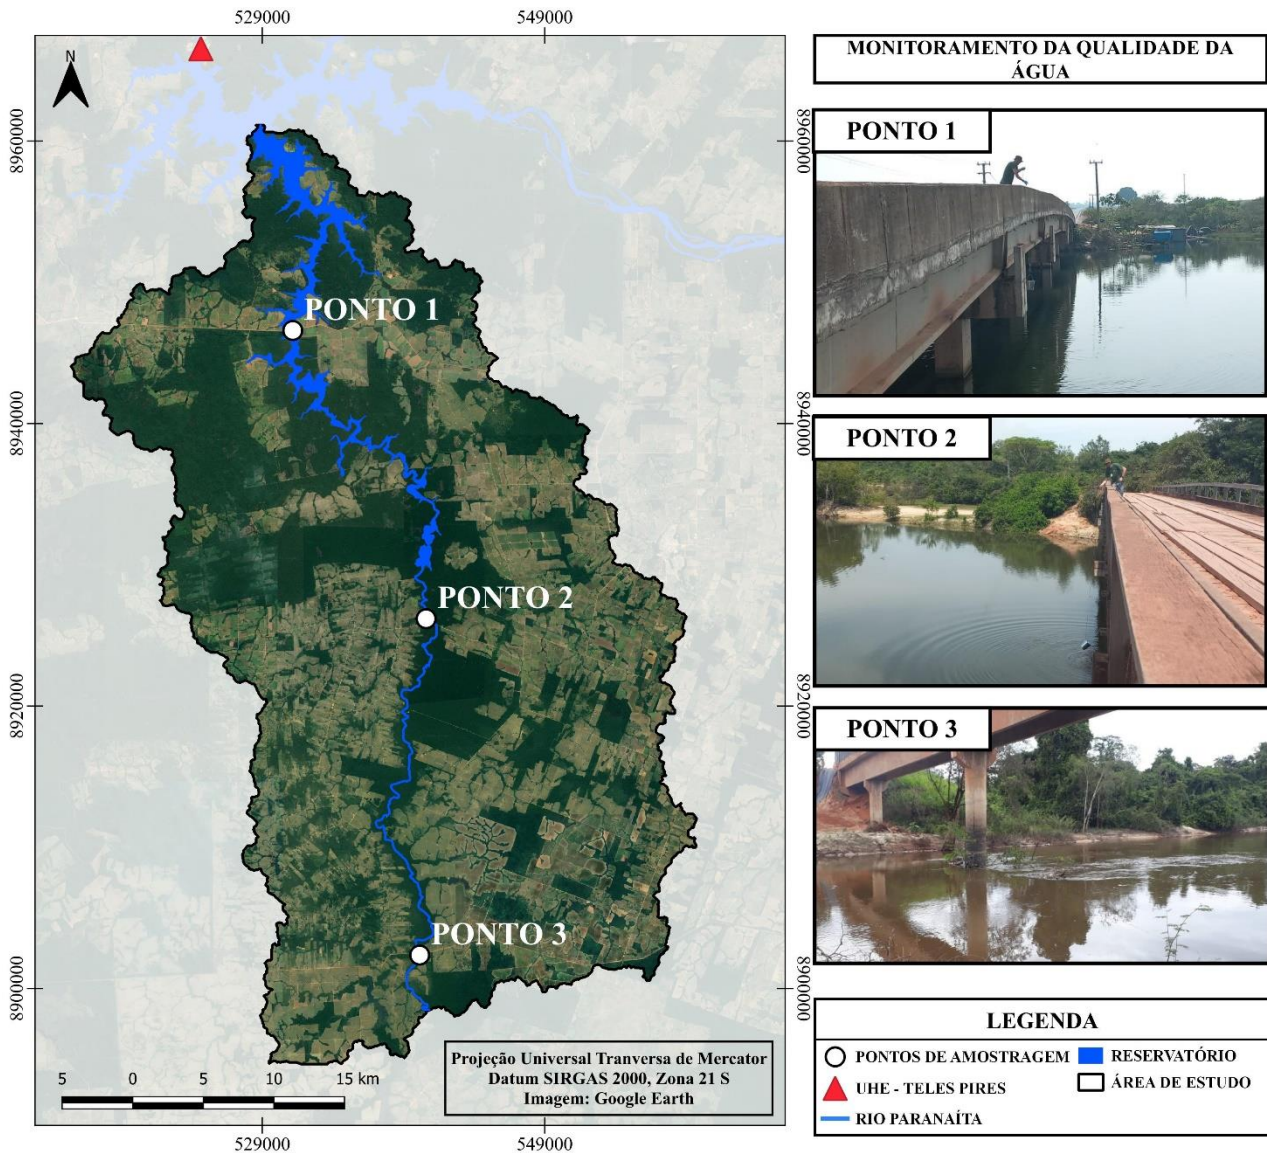 529000
549000
N
8960000
8940000
8920000
8900000
PONTO 1
PONTO 2
PONTO 3
5 0 5 10 15 km
Projeção Universal Tranversa de Mercator
Datum SIRGAS 2000, Zona 21 S
Imagem: Google Earth
529000
549000
8960000
8940000
8920000
8900000
MONITORAMENTO DA QUALIDADE DA
ÁGUA
PONTO 1
PONTO 2
PONTO 3
LEGENDA
PONTOS DE AMOSTRAGEM
RESERVATÓRIO
UHE - TELES PIRES
ÁREA DE ESTUDO
RIO PARANAÍTA